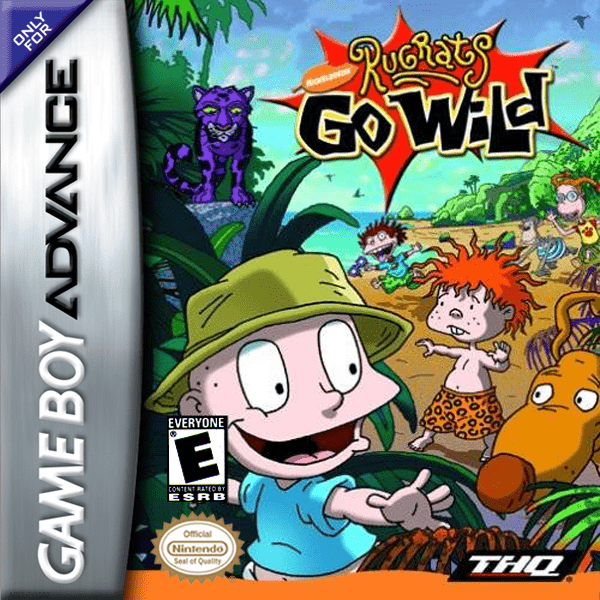 ONLY
FOR
GAME BOY ADVANCE
NICKELODEON
RUGRATS
GO WILD
EVERYONE
E
CONTENT RATED BY
ESRB
Official
Nintendo
Seal of Quality
THQ